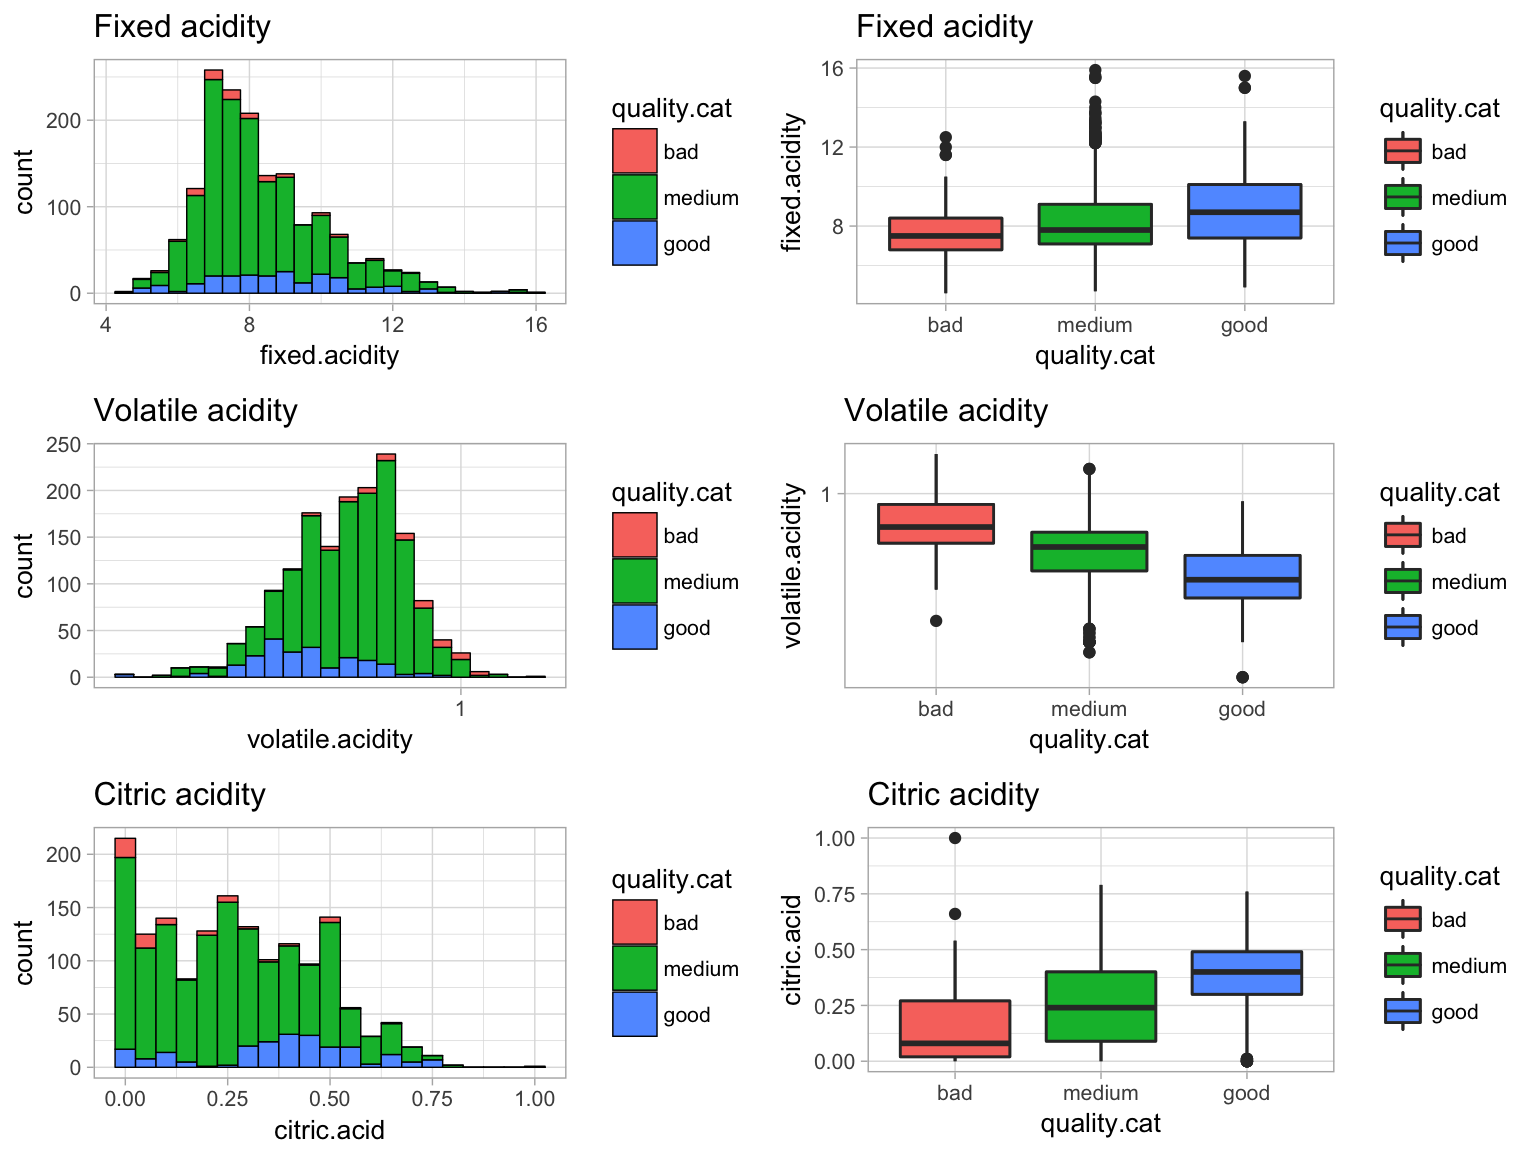 Fixed acidity
count
200
100
0
4 8 12 16
fixed.acidity
quality.cat
bad
medium
good
Fixed acidity
fixed.acidity
16
12
8
bad medium good
quality.cat
quality.cat
bad
medium
good
Volatile acidity
count
250
200
150
100
50
0
1
volatile.acidity
quality.cat
bad
medium
good
Volatile acidity
volatile.acidity
1
bad medium good
quality.cat
quality.cat
bad
medium
good
Citric acidity
count
200
150
100
50
0
0.00 0.25 0.50 0.75 1.00
citric.acid
quality.cat
bad
medium
good
Citric acidity
citric.acid
1.00
0.75
0.50
0.25
0.00
bad medium good
quality.cat
quality.cat
bad
medium
good